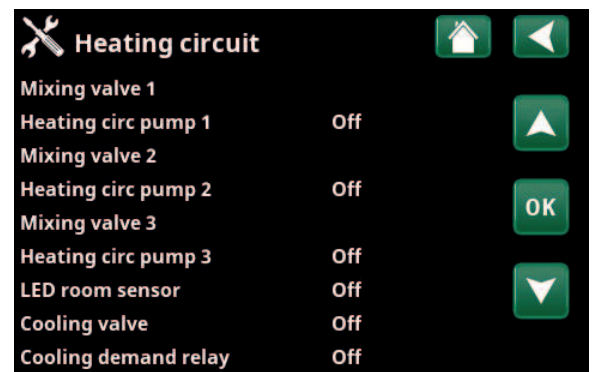 Heating circuit
Mixing valve 1
Heating circ pump 1 Off
Mixing valve 2
Heating circ pump 2 Off
Mixing valve 3
Heating circ pump 3 Off
OK
LED room sensor Off
Cooling valve Off
Cooling demand relay Off